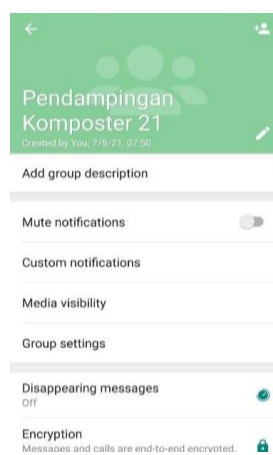 Pendampingan
Komposter 21
Created by You, 7/5/21, 07:50
Add group description
Mute notifications
Custom notifications
Media visibility
Group settings
Disappearing messages
Off
Encryption
Messages and calls are end-to-end encrypted.